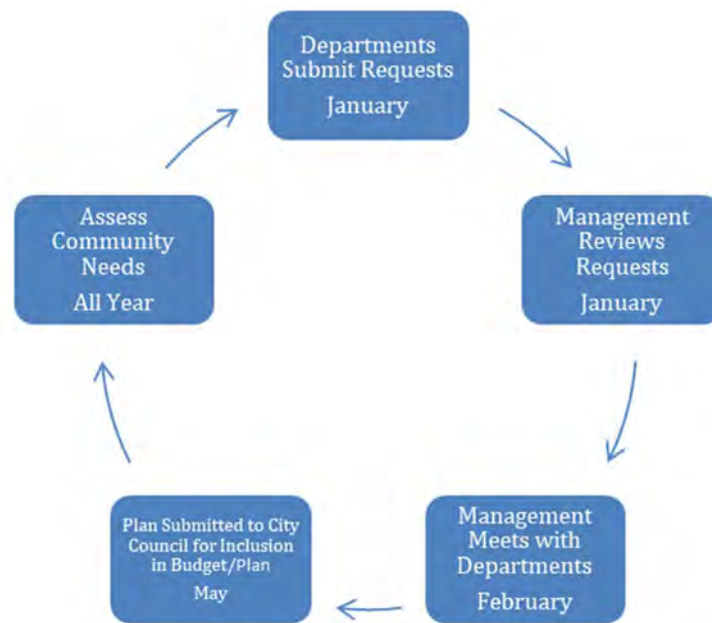 Departments
Submit Requests
January
Management
Reviews
Requests
January
Management
Meets with
Departments
February
Plan Submitted to City
Council for Inclusion
in Budget/Plan
May
Assess
Community
Needs
All Year